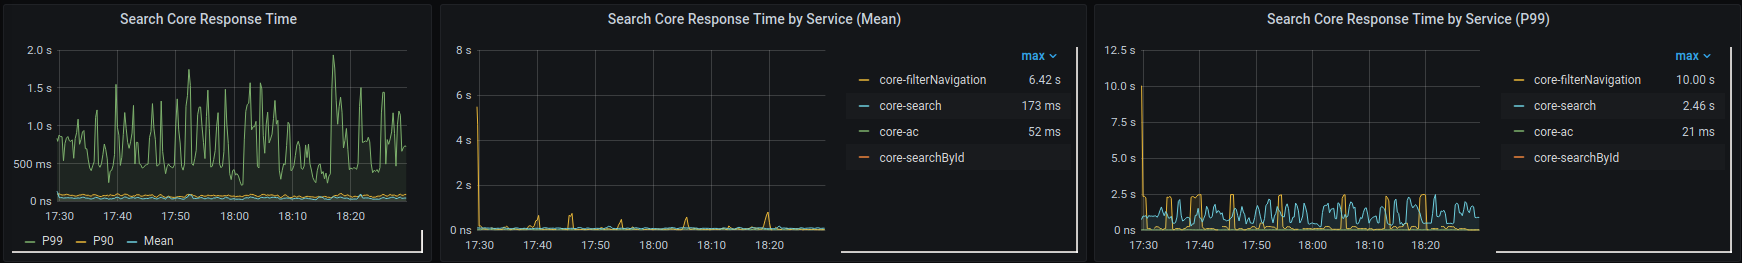 Search Core Response Time
2.0 s
1.5 s
1.0 s
500 ms
0 ns
17:30 17:40 17:50 18:00 18:10 18:20
P99 P90 Mean
Search Core Response Time by Service (Mean)
8 s
6 s
4 s
2 s
0 ns
17:30 17:40 17:50 18:00 18:10 18:20
max
core-filterNavigation 6.42 s
core-search 173 ms
core-ac 52 ms
core-searchById
Search Core Response Time by Service (P99)
12.5 s
10.0 s
7.5 s
5.0 s
2.5 s
0 ns
17:30 17:40 17:50 18:00 18:10 18:20
max
core-filterNavigation 10.00 s
core-search 2.46 s
core-ac 21 ms
core-searchById